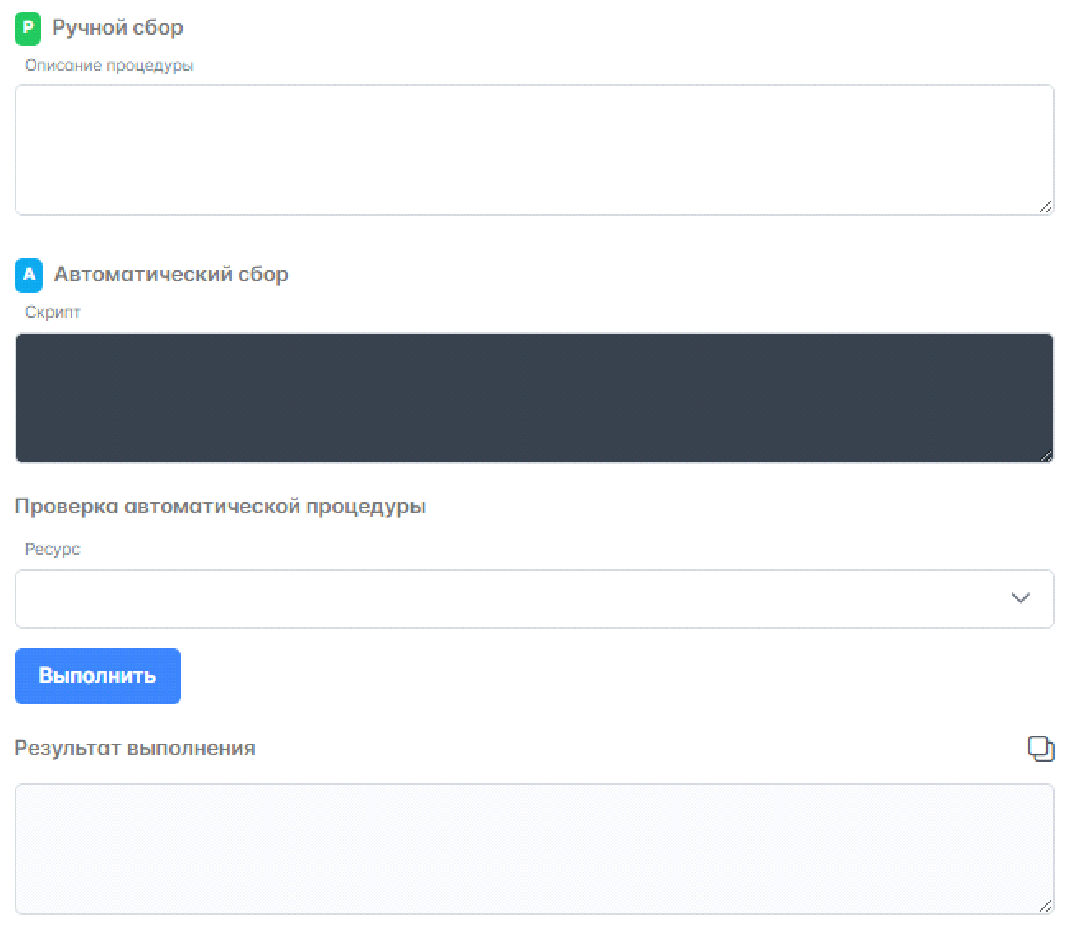 Р Ручной сбор
Описание процедуры
А Автоматический сбор
Скрипт
Проверка автоматической процедуры
Ресурс
Выполнить
Результат выполнения